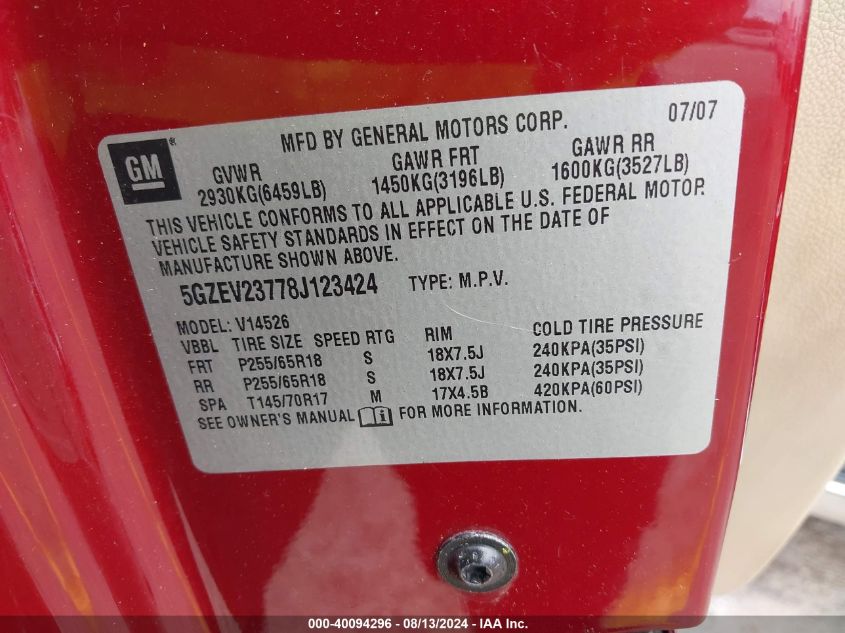 07/07
MFD BY GENERAL MOTORS CORP.
GM
GVWR GAWR FRT GAWR RR
2930KG(6459LB) 1450KG(3196LB) 1600KG(3527LB)
THIS VEHICLE CONFORMS TO ALL APPLICABLE U.S. FEDERAL MOTOR
VEHICLE SAFETY STANDARDS IN EFFECT ON THE DATE OF
MANUFACTURE SHOWN ABOVE.
5GZEV23778J123424 TYPE: M.P.V.
MODEL: V14526
VBBL TIRE SIZE SPEED RTG RIM COLD TIRE PRESSURE
FRT P255/65R18 S 18X7.5J 240KPA(35PSI)
RR P255/65R18 S 18X7.5J 240KPA(35PSI)
SPA T145/70R17 M 17X4.5B 420KPA(60PSI)
SEE OWNER'S MANUAL i FOR MORE INFORMATION.
000-40094296 - 08/13/2024 - IAAI.com